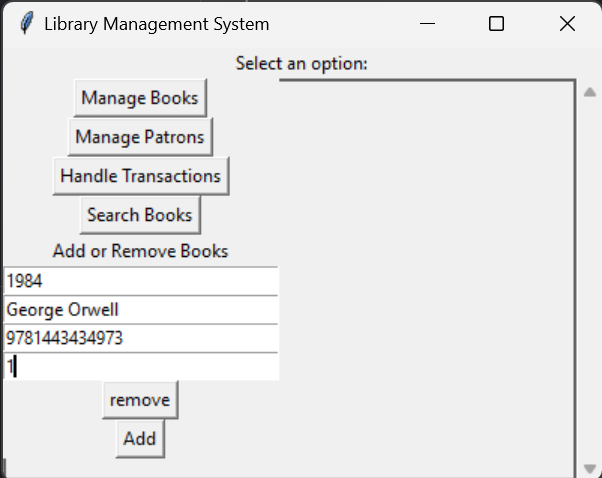 Library Management System
Select an option:
Manage Books
Manage Patrons
Handle Transactions
Search Books
Add or Remove Books
1984
George Orwell
9781443434973
1
remove
Add